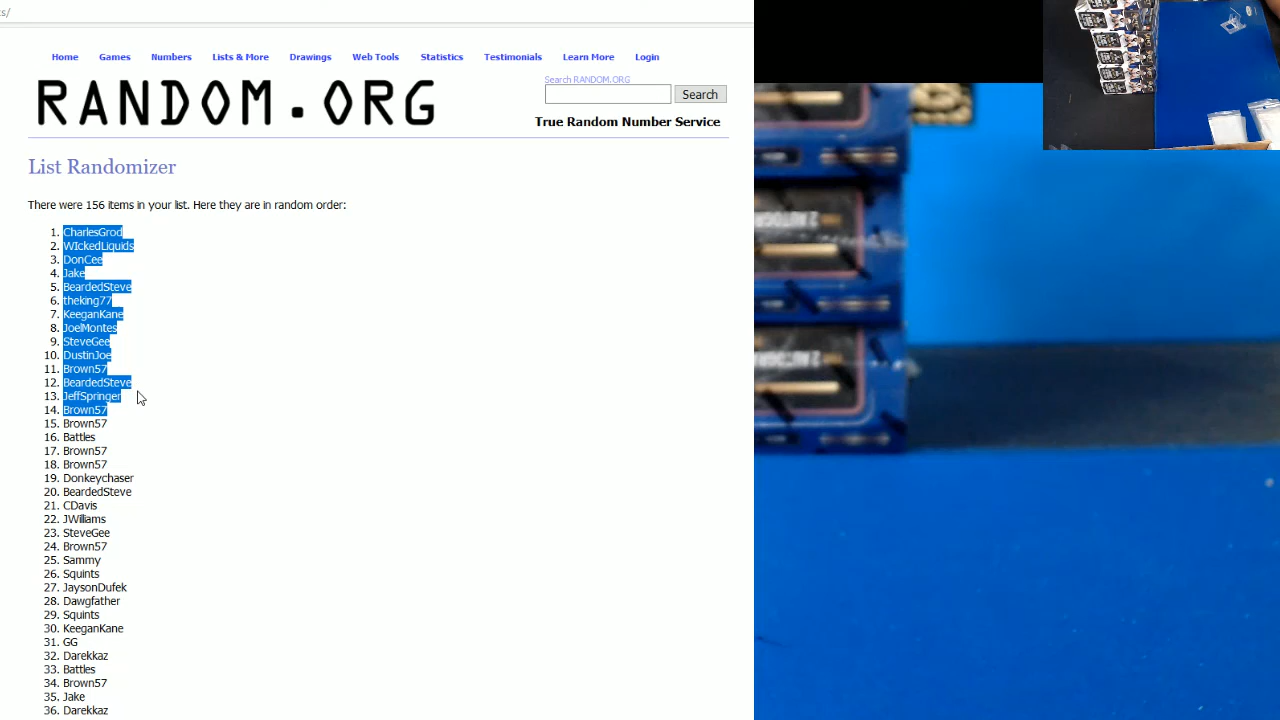 s/
Home Games Numbers Lists & More Drawings Web Tools Statistics Testimonials Learn More Login
Search RANDOM.ORG
RANDOM.ORG
Search
True Random Number Service
List Randomizer
There were 156 items in your list. Here they are in random order:
1. CharlesGrod
2. WIckedLiquids
3. DonCee
4. Jake
5. BeardedSteve
6. theking77
7. KeeganKane
8. JoelMontes
9. SteveGee
10. DustinJoe
11. Brown57
12. BeardedSteve
13. JeffSpringer
14. Brown57
15. Brown57
16. Battles
17. Brown57
18. Brown57
19. Donkeychaser
20. BeardedSteve
21. CDavis
22. JWilliams
23. SteveGee
24. Brown57
25. Sammy
26. Squints
27. JaysonDufek
28. Dawgfather
29. Squints
30. KeeganKane
31. GG
32. Darekkaz
33. Battles
34. Brown57
35. Jake
36. Darekkaz
2 AUTOGR
2 AUTOGR